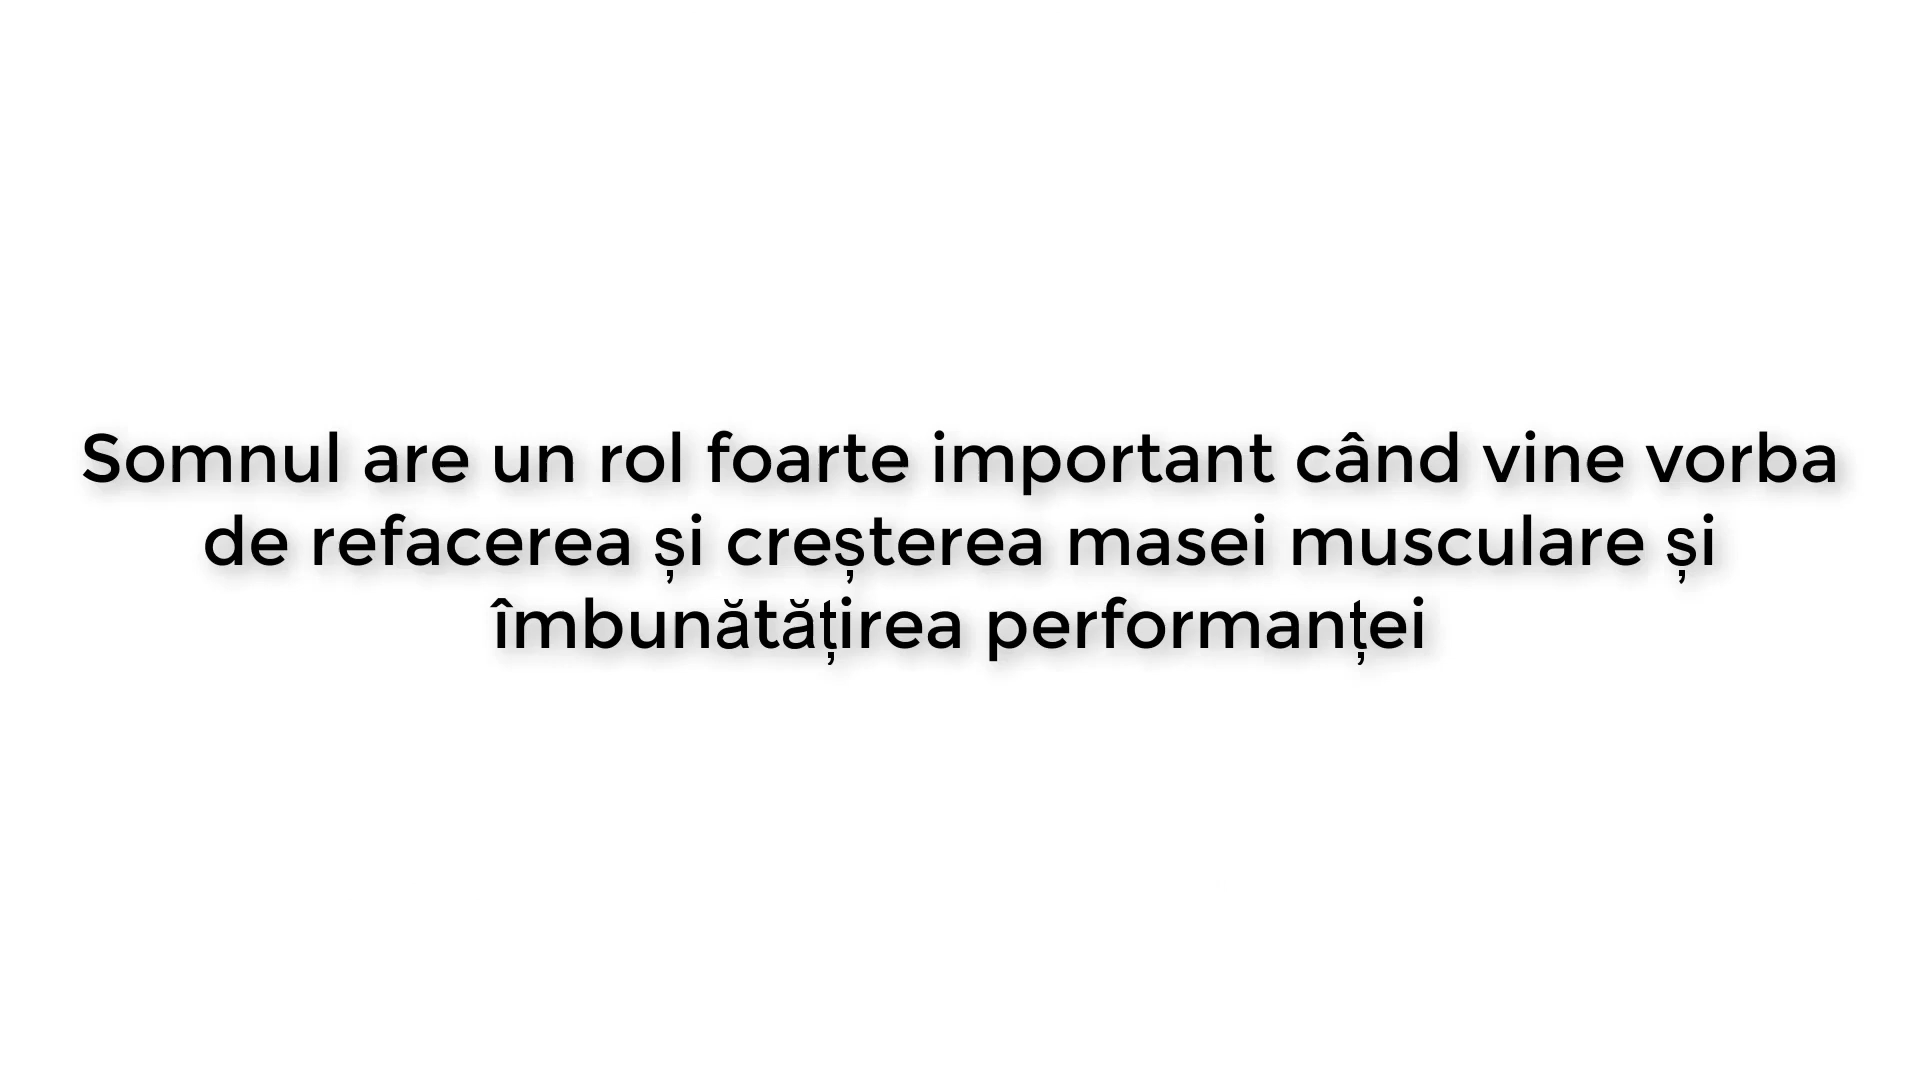 Somnul are un rol foarte important când vine vorba
de refacerea și creșterea masei musculare și
îmbunătățirea performanței